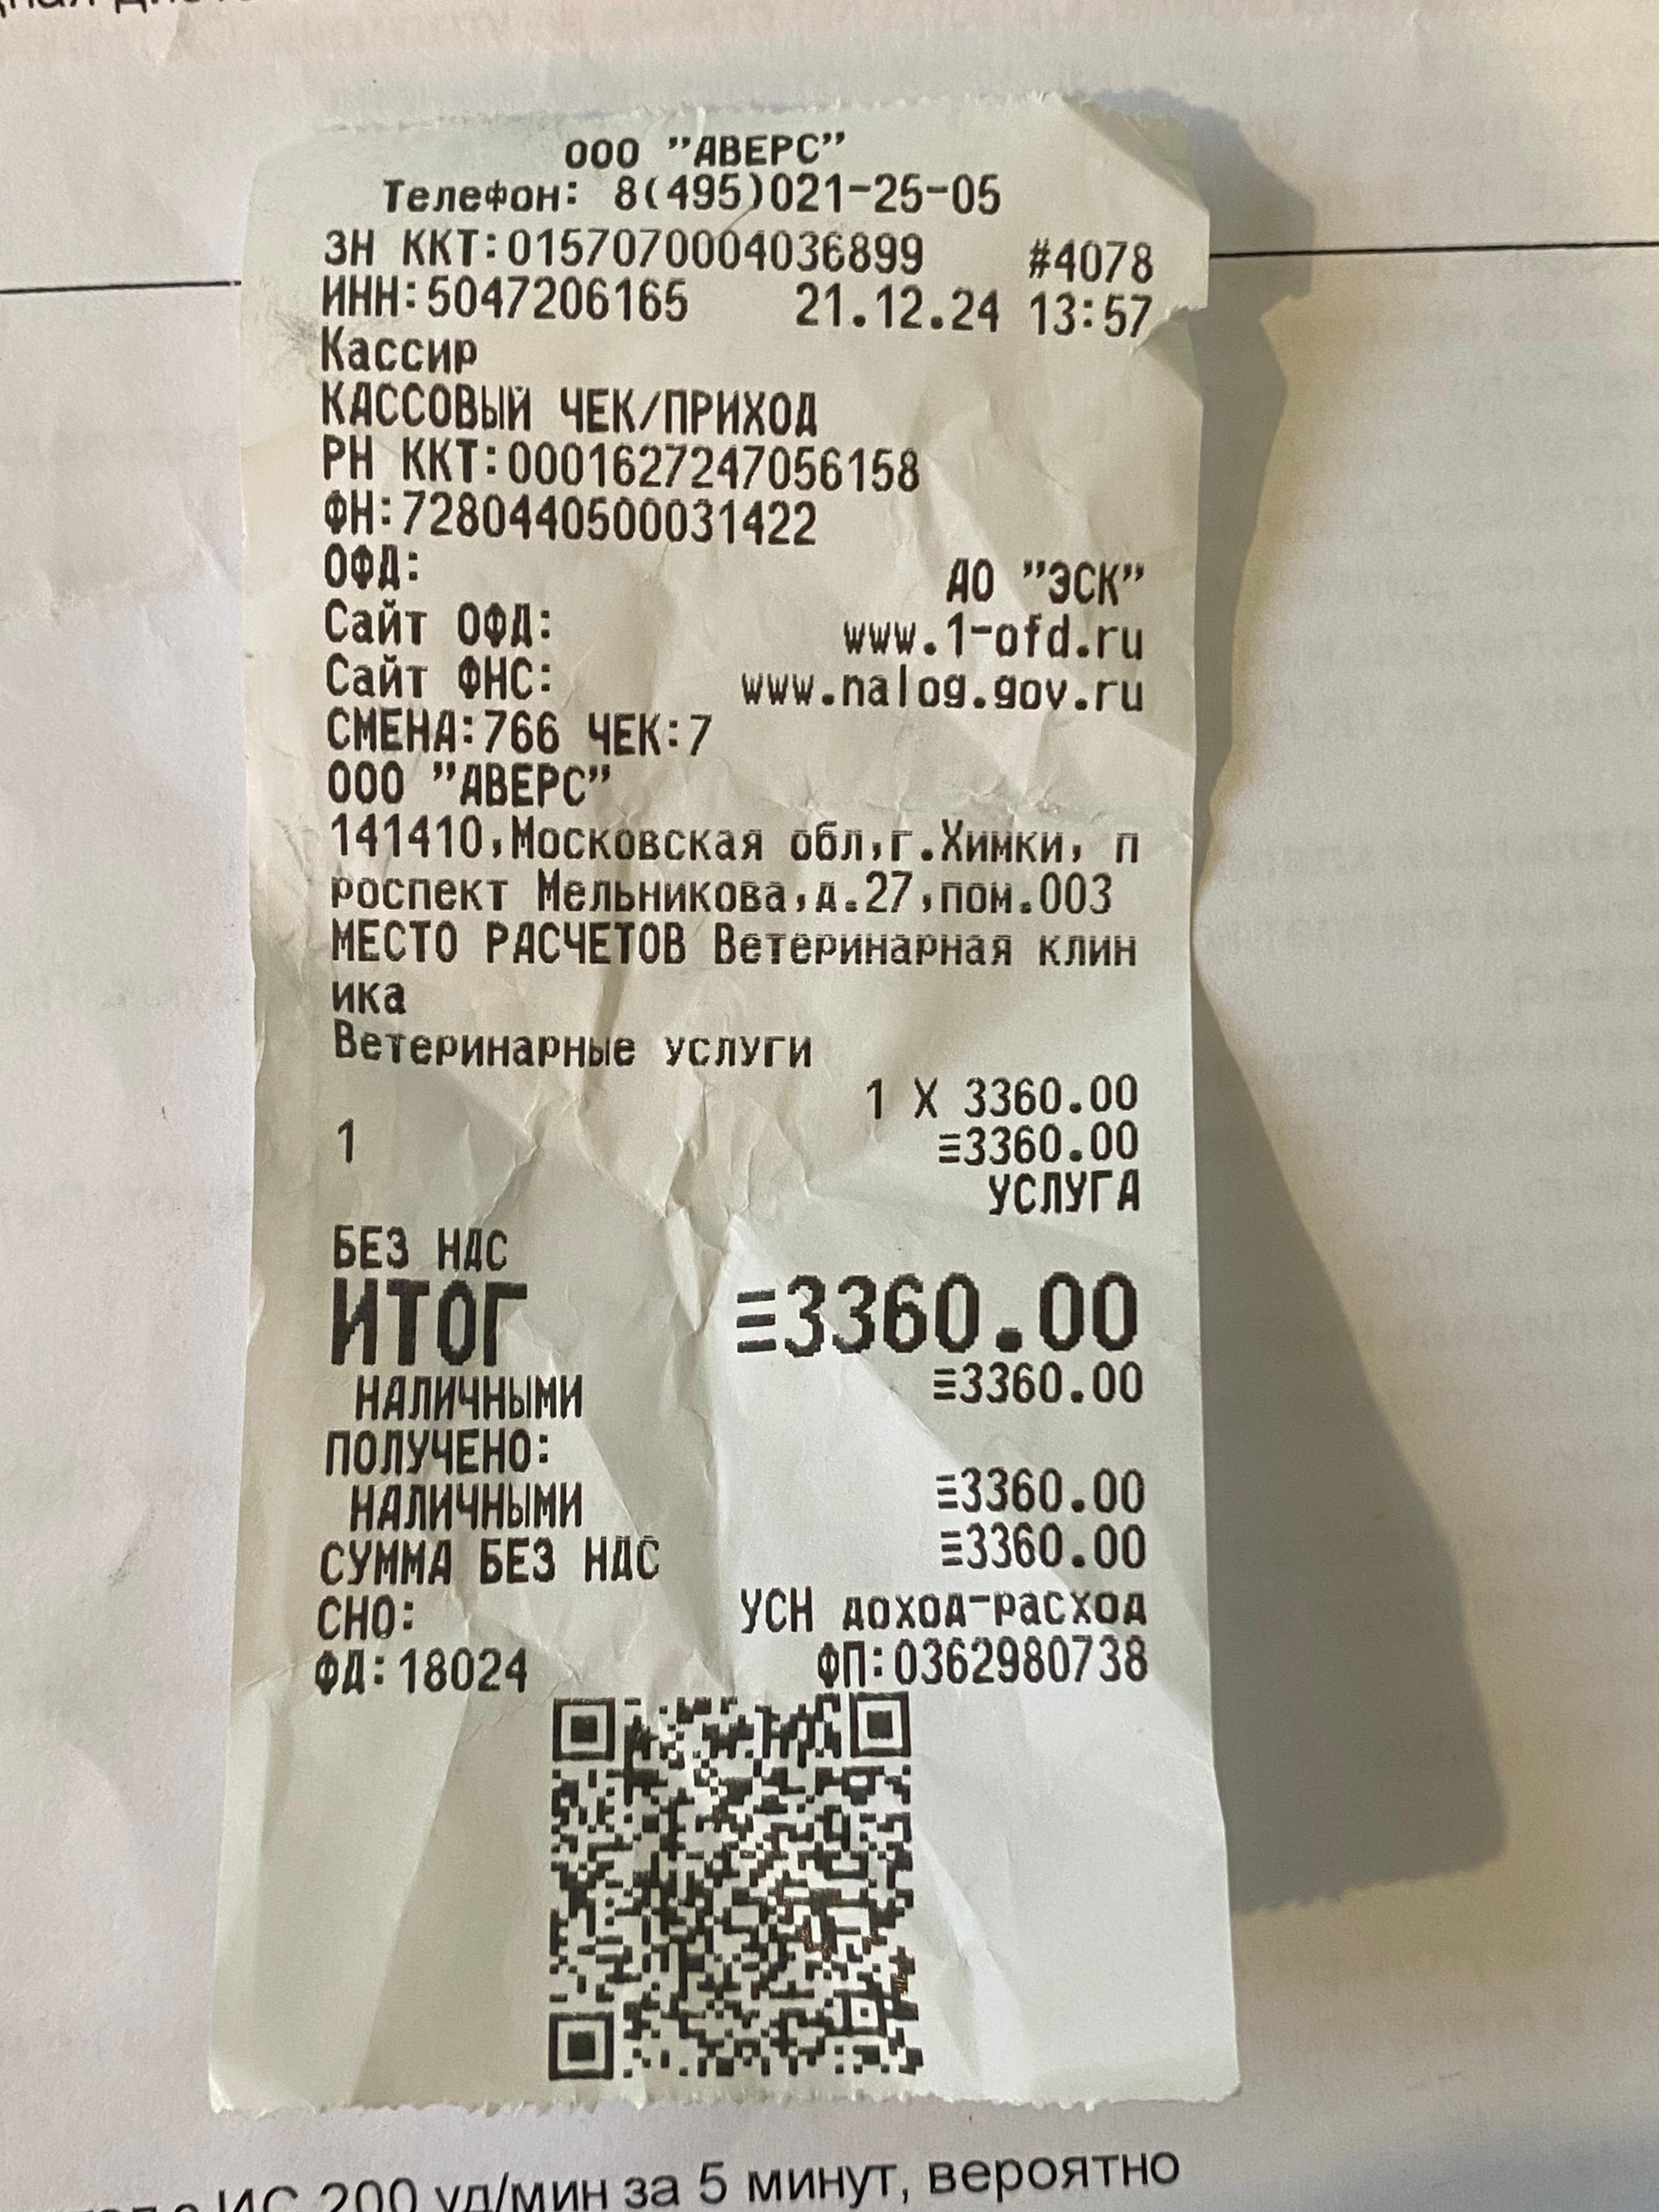 ООО "АВЕРС"
Телефон: 8(495)021-25-05
ЗН ККТ:0157070004036899 #4078
ИНН:5047206165 21.12.24 13:57
Кассир
КАССОВЫЙ ЧЕК/ПРИХОД
РН ККТ:0001627247056158
ФН:7280440500031422
ОФД: АО "ЭСК"
Сайт ОФД: www.1-ofd.ru
Сайт ФНС: www.nalog.gov.ru
СМЕНА:766 ЧЕК:7
ООО "АВЕРС"
141410,Московская обл,г.Химки, п
роспект Мельникова,д.27,пом.003
МЕСТО РАСЧЕТОВ Ветеринарная клин
ика
Ветеринарные услуги
1 X 3360.00
1 ≡3360.00
УСЛУГА
БЕЗ НДС
ИТОГ ≡3360.00
НАЛИЧНЫМИ ≡3360.00
ПОЛУЧЕНО:
НАЛИЧНЫМИ ≡3360.00
СУММА БЕЗ НДС ≡3360.00
СНО: УСН доход-расход
ФД:18024 ФП:0362980738
ИС 200 уд/мин за 5 минут, вероятно